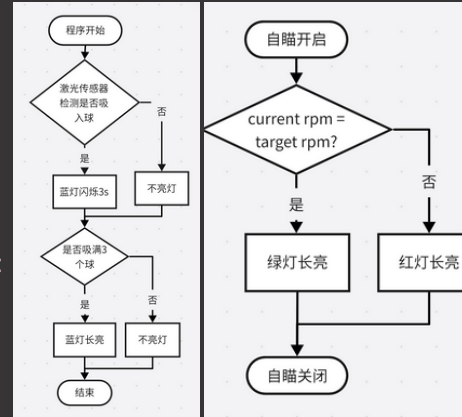 程序开始
激光传感器
检测是否吸
入球
否
是
蓝灯闪烁3s
不亮灯
是否吸满3
个球
是
否
蓝灯长亮
不亮灯
结束
自瞄开启
current rpm =
target rpm?
否
是
绿灯长亮
红灯长亮
自瞄关闭